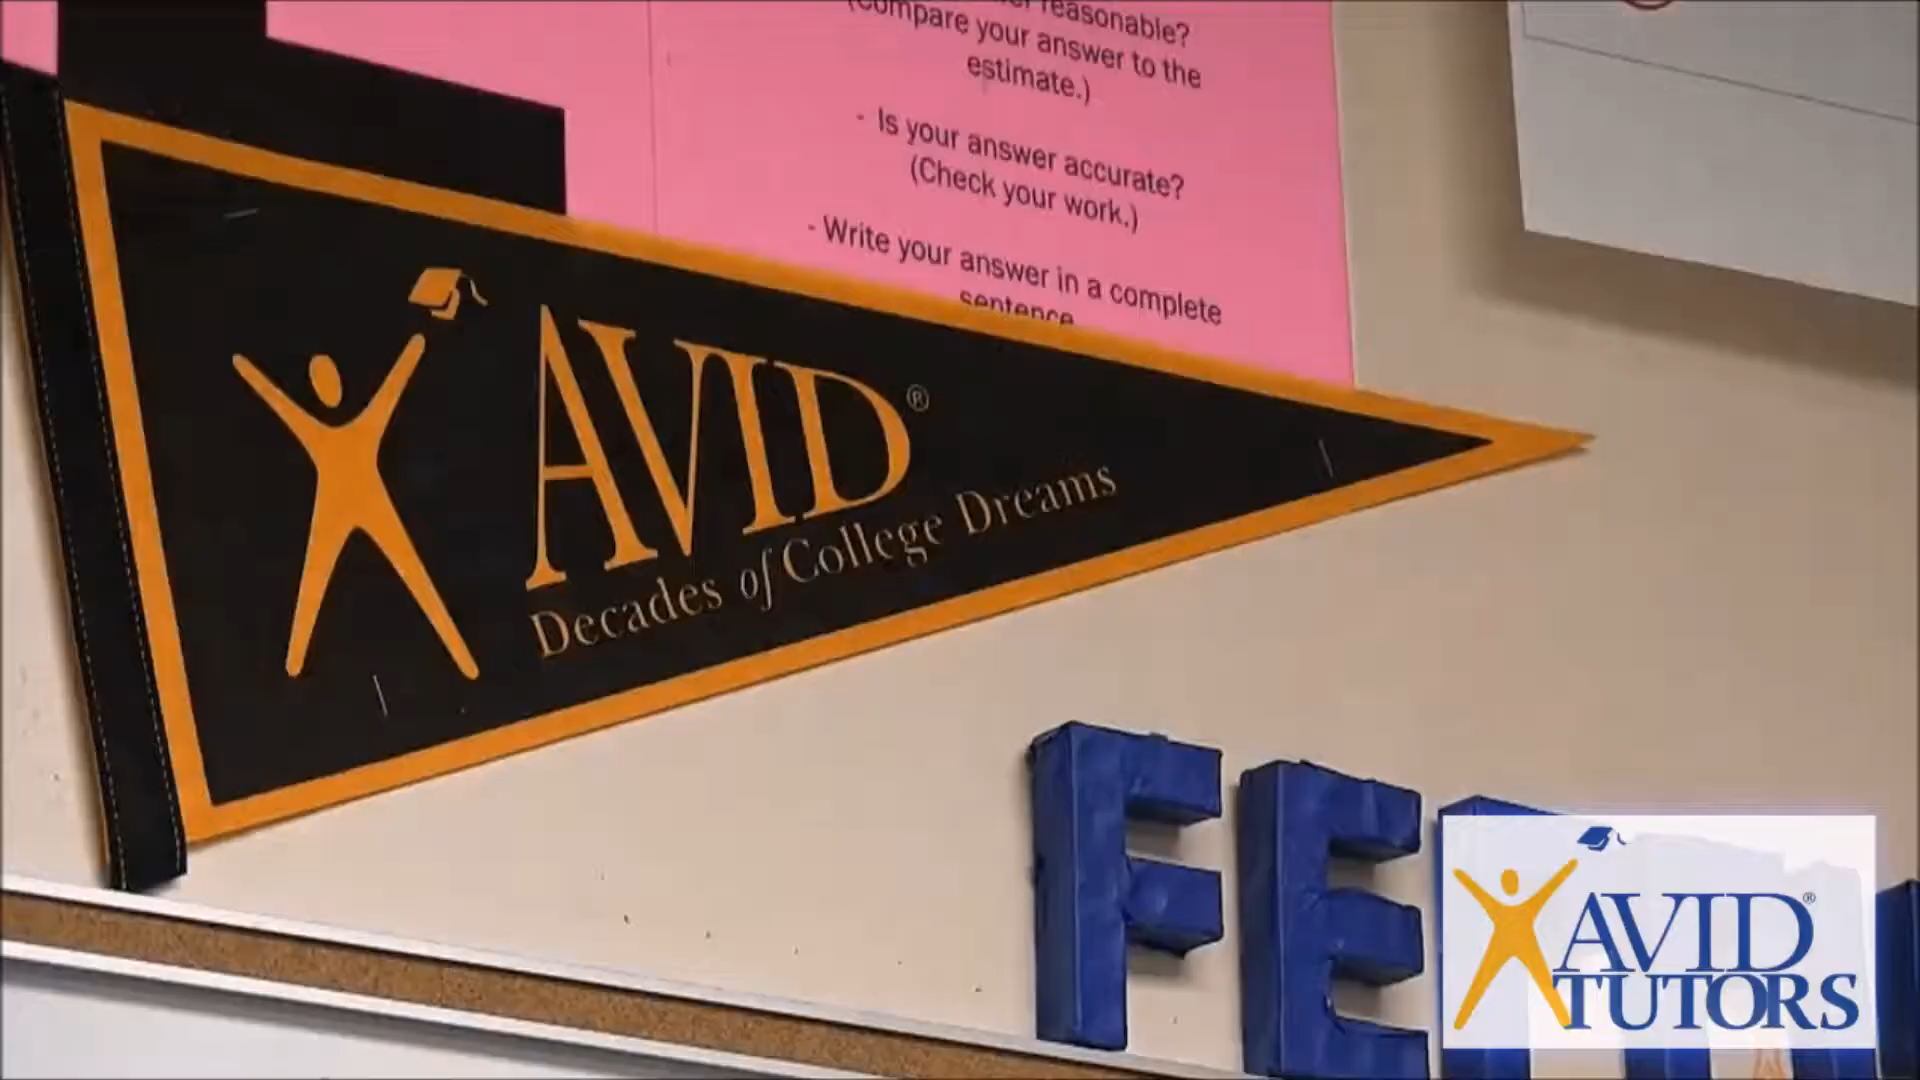 reasonable?
(Compare your answer to the
estimate.)
- Is your answer accurate?
(Check your work.)
- Write your answer in a complete
sentence
AVID®
Decades of College Dreams
FE
AVID®
TUTORS